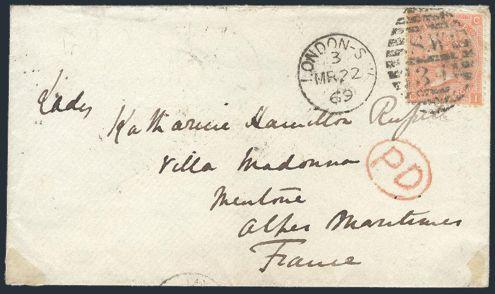 LONDON-S.W
3
MR 22
69
S.W
Lady
Katharine Hamilton Russell
PD
Villa Madonna
Mentone
Alpes Maritimes
France